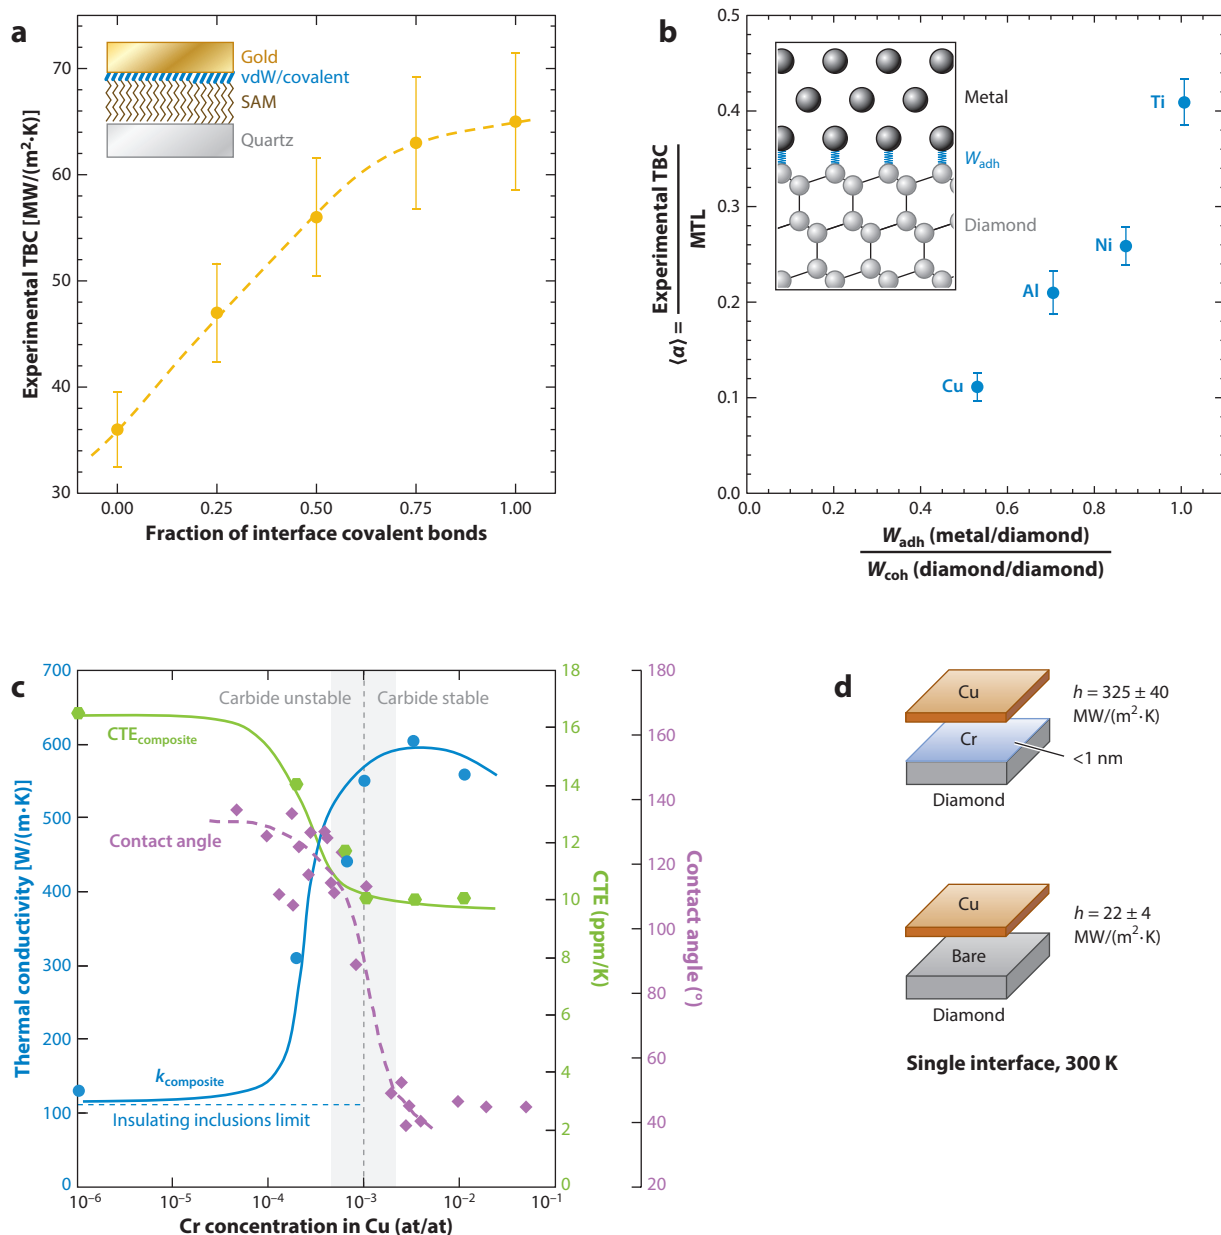 a
Experimental TBC [MW/(m²·K)]
70
60
50
40
30
0.00 0.25 0.50 0.75 1.00
Fraction of interface covalent bonds
Gold
vdW/covalent
SAM
Quartz
b
⟨α⟩ = Experimental TBC
MTL
0.5
0.4
0.3
0.2
0.1
0.0
0.0 0.2 0.4 0.6 0.8 1.0
W_adh (metal/diamond)
W_coh (diamond/diamond)
Metal
W_adh
Diamond
Ti
Ni
Al
Cu
c
Thermal conductivity [W/(m·K)]
700
600
500
400
300
200
100
0
10⁻⁶ 10⁻⁵ 10⁻⁴ 10⁻³ 10⁻² 10⁻¹
Cr concentration in Cu (at/at)
Carbide unstable
Carbide stable
CTE_composite
Contact angle
k_composite
Insulating inclusions limit
18
16
14
12
10
8
6
4
2
0
CTE (ppm/K)
180
160
140
120
100
80
60
40
20
Contact angle (°)
d
Cu
h = 325 ± 40
MW/(m²·K)
Cr
<1 nm
Diamond
Cu
h = 22 ± 4
MW/(m²·K)
Bare
Diamond
Single interface, 300 K